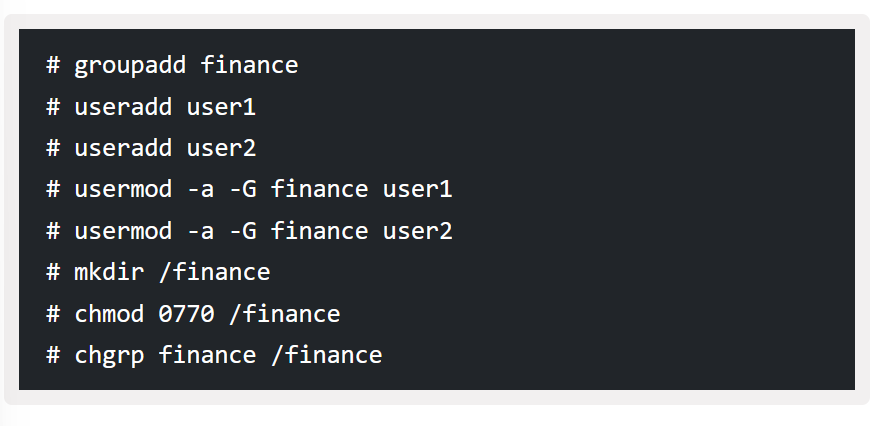 # groupadd finance
# useradd user1
# useradd user2
# usermod -a -G finance user1
# usermod -a -G finance user2
# mkdir /finance
# chmod 0770 /finance
# chgrp finance /finance